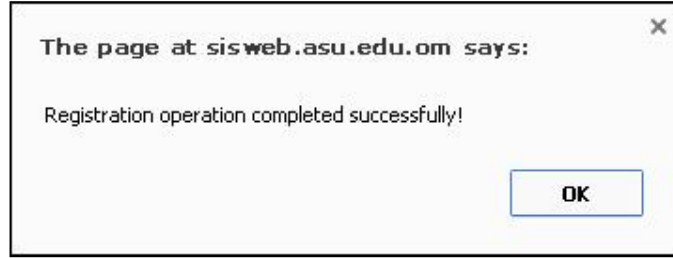 The page at sisweb.asu.edu.om says:
Registration operation completed successfully!
OK